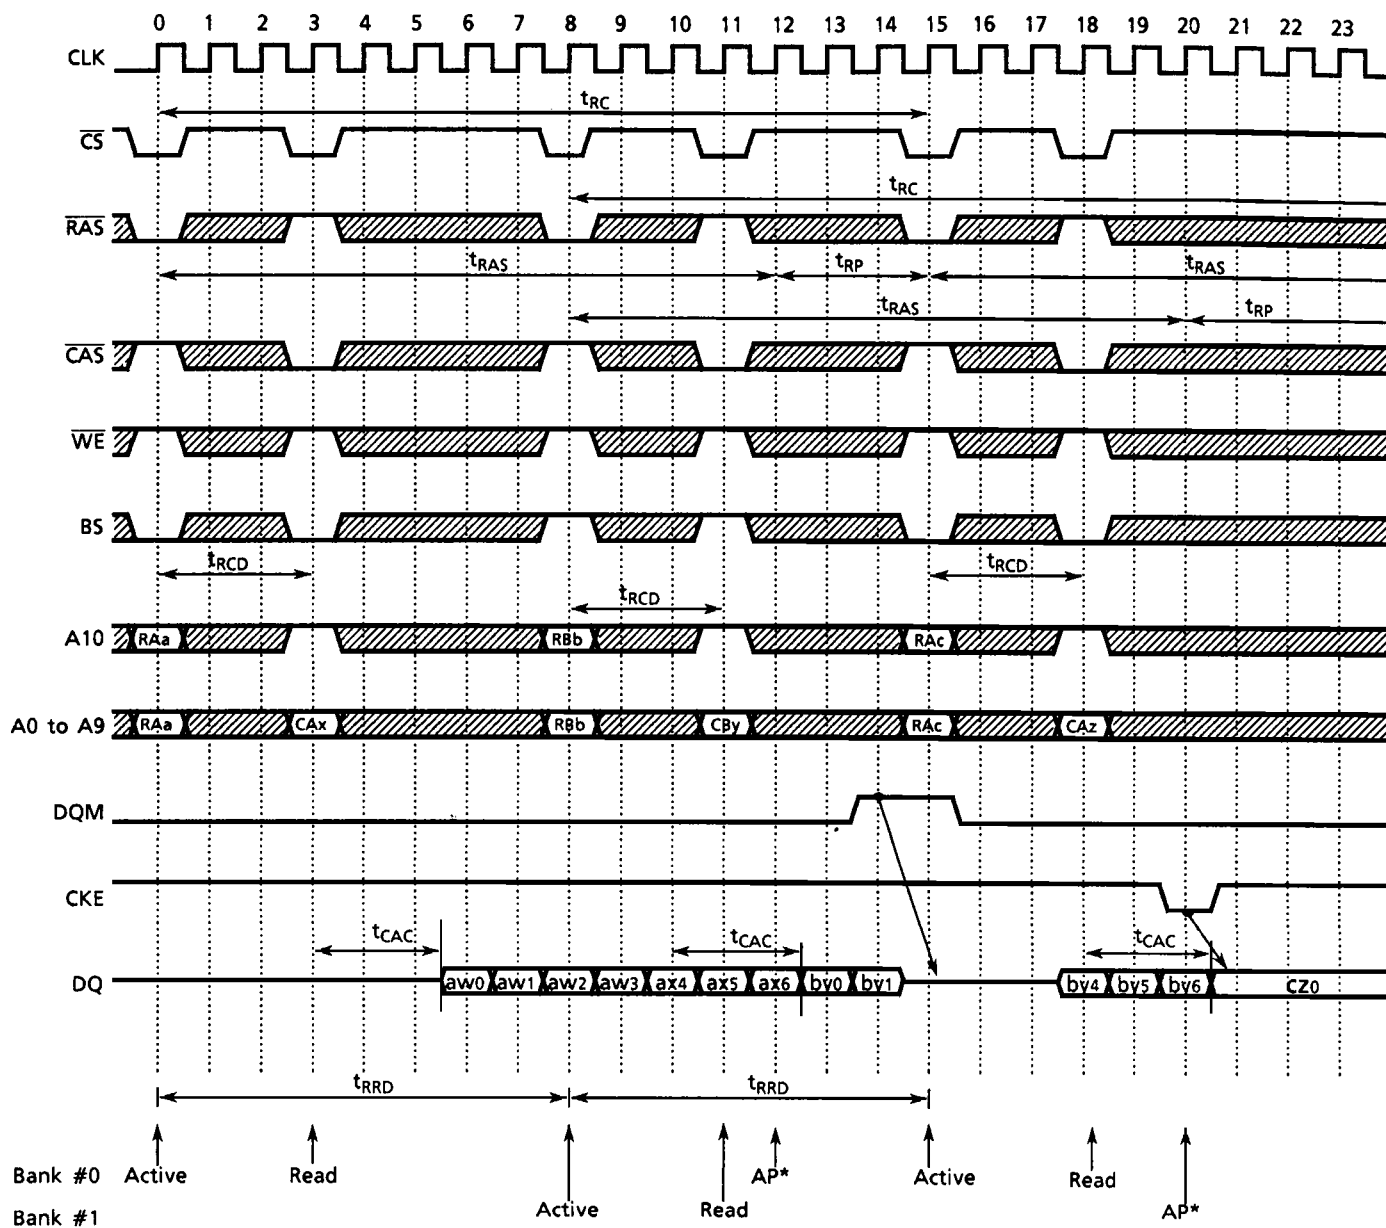 0 1 2 3 4 5 6 7 8 9 10 11 12 13 14 15 16 17 18 19 20 21 22 23
CLK
tRC
CS
tRC
RAS
tRAS tRP tRAS
tRAS tRP
CAS
WE
BS
tRCD tRCD
tRCD
A10 RAa RBb RAc
A0 to A9 RAa CAx RBb CBy RAc CAz
DQM
CKE
tCAC tCAC tCAC
DQ aw0 aw1 aw2 aw3 ax4 ax5 ax6 by0 by1 by4 by5 by6 CZ0
tRRD tRRD
Bank #0 Active Read AP* Active Read
Bank #1 Active Read AP*